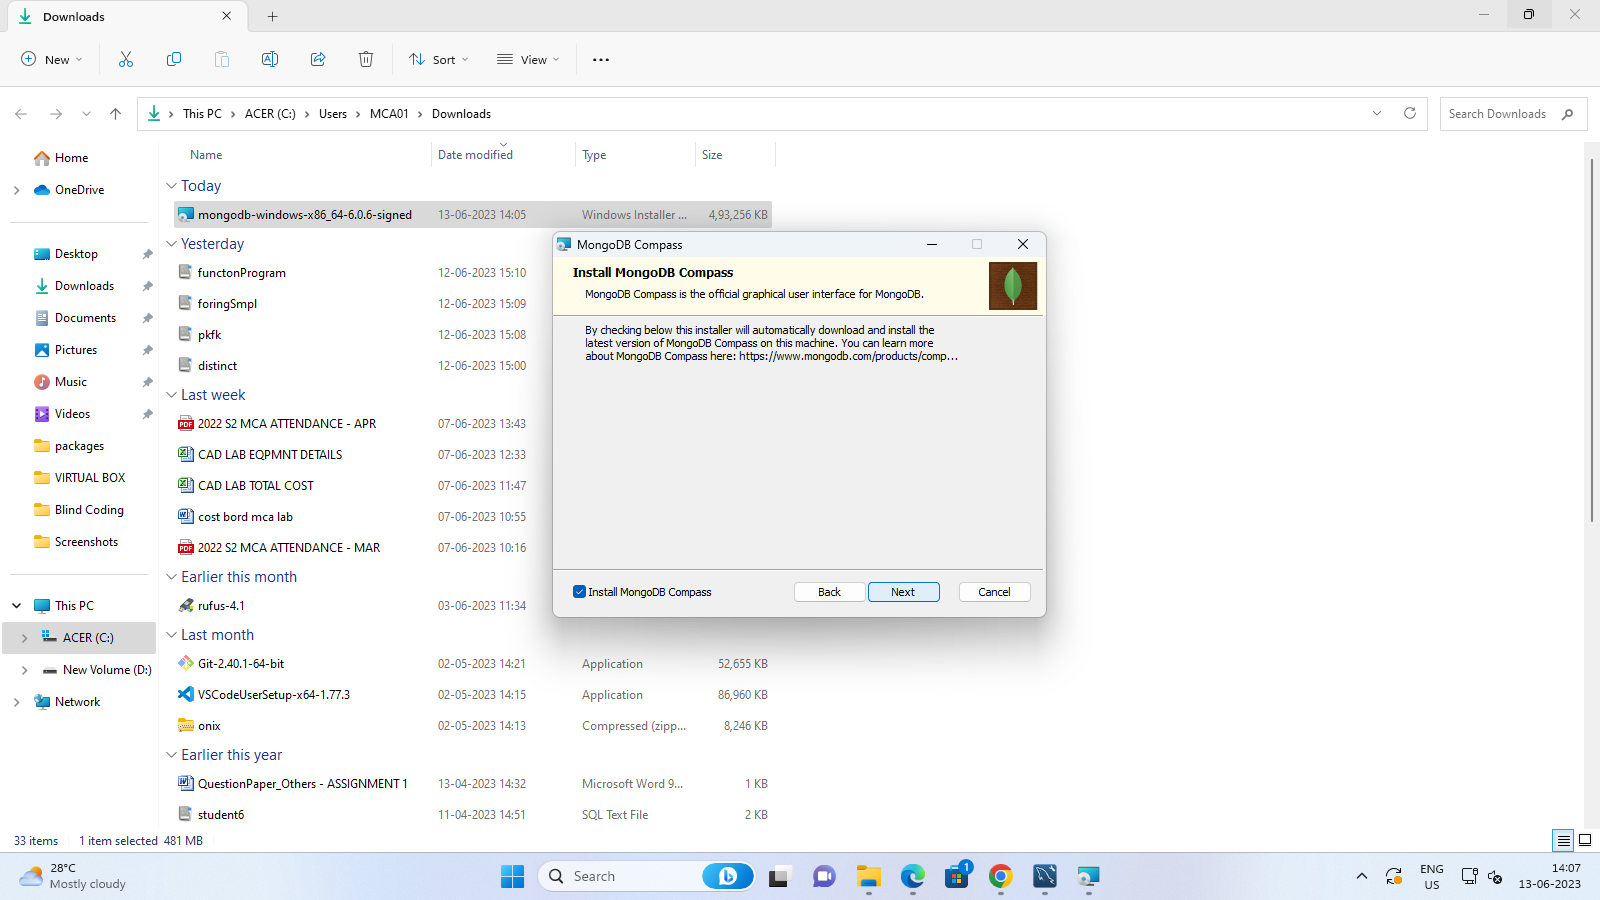 Downloads
New
Sort
View
This PC
ACER (C:)
Users
MCA01
Downloads
Search Downloads
Home
OneDrive
Desktop
Downloads
Documents
Pictures
Music
Videos
packages
VIRTUAL BOX
Blind Coding
Screenshots
This PC
ACER (C:)
New Volume (D:)
Network
Name Date modified Type Size
Today
mongodb-windows-x86_64-6.0.6-signed 13-06-2023 14:05 Windows Installer ... 4,93,256 KB
Yesterday
functonProgram 12-06-2023 15:10
foringSmpl 12-06-2023 15:09
pkfk 12-06-2023 15:08
distinct 12-06-2023 15:00
Last week
2022 S2 MCA ATTENDANCE - APR 07-06-2023 13:43
CAD LAB EQPMNT DETAILS 07-06-2023 12:33
CAD LAB TOTAL COST 07-06-2023 11:47
cost bord mca lab 07-06-2023 10:55
2022 S2 MCA ATTENDANCE - MAR 07-06-2023 10:16
Earlier this month
rufus-4.1 03-06-2023 11:34
Last month
Git-2.40.1-64-bit 02-05-2023 14:21 Application 52,655 KB
VSCodeUserSetup-x64-1.77.3 02-05-2023 14:15 Application 86,960 KB
onix 02-05-2023 14:13 Compressed (zipp... 8,246 KB
Earlier this year
QuestionPaper_Others - ASSIGNMENT 1 13-04-2023 14:32 Microsoft Word 9... 1 KB
student6 11-04-2023 14:51 SQL Text File 2 KB
MongoDB Compass
Install MongoDB Compass
MongoDB Compass is the official graphical user interface for MongoDB.
By checking below this installer will automatically download and install the
latest version of MongoDB Compass on this machine. You can learn more
about MongoDB Compass here: https://www.mongodb.com/products/comp...
Install MongoDB Compass
Back
Next
Cancel
33 items 1 item selected 481 MB
28°C
Mostly cloudy
Search
1
ENG
US
14:07
13-06-2023